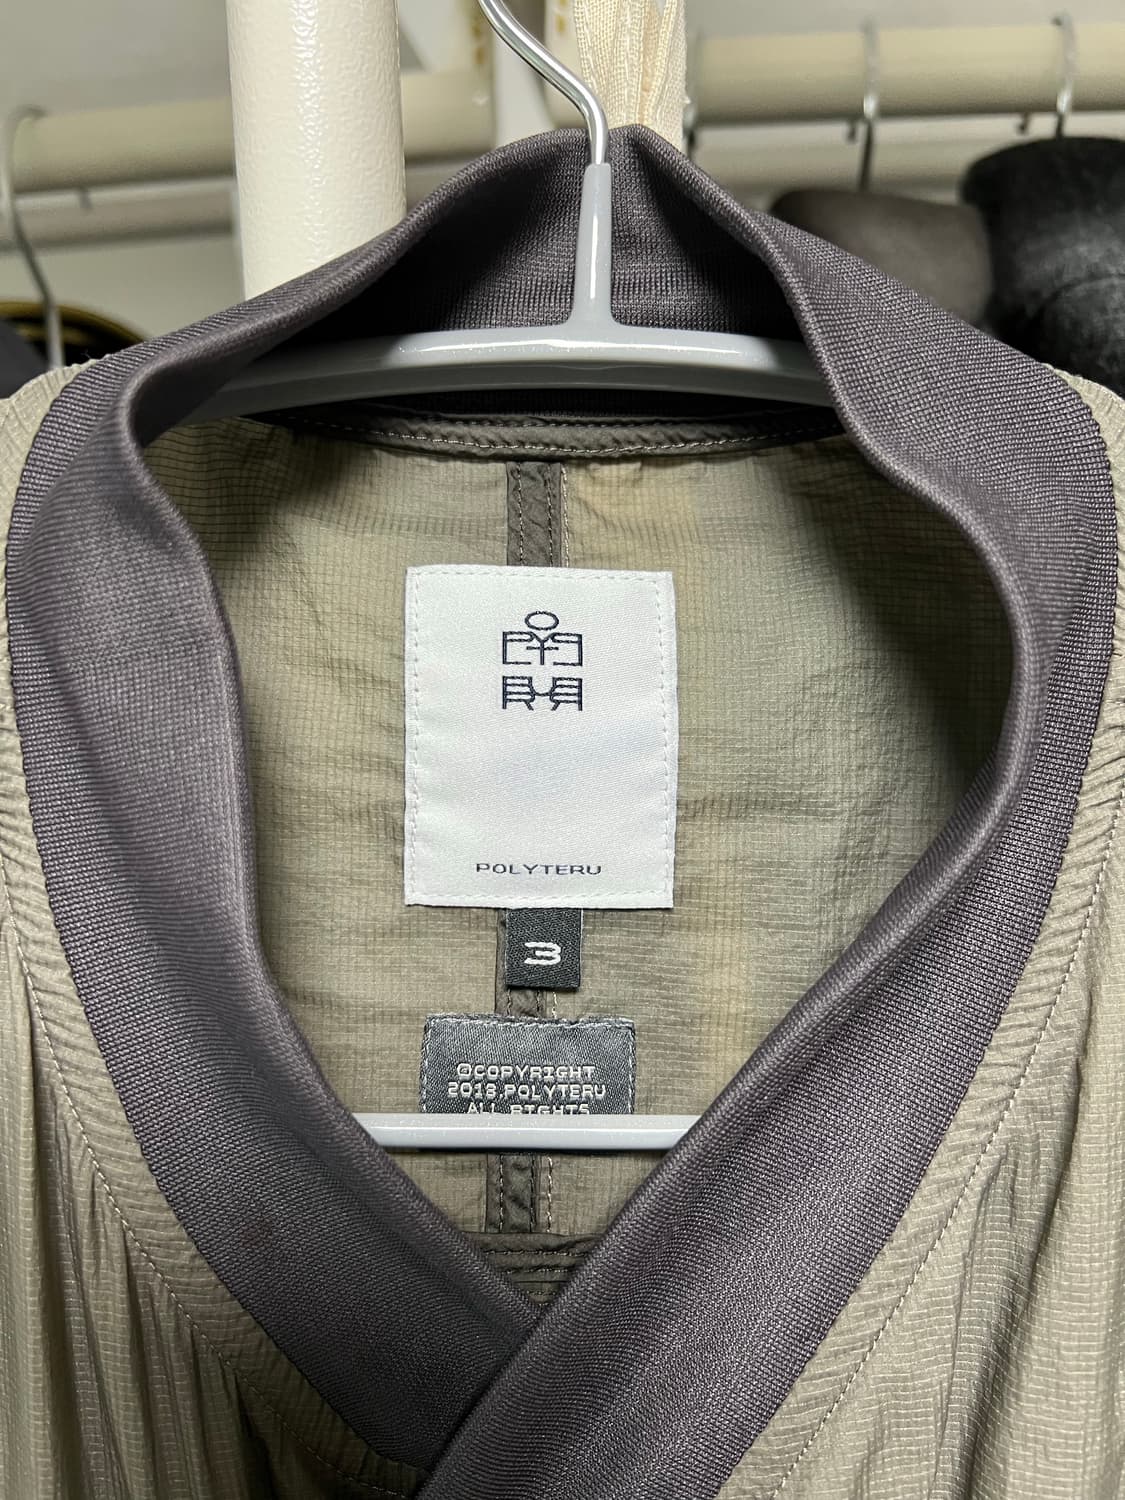 POLYTERU
3
©COPYRIGHT
2018 POLYTERU
ALL RIGHTS